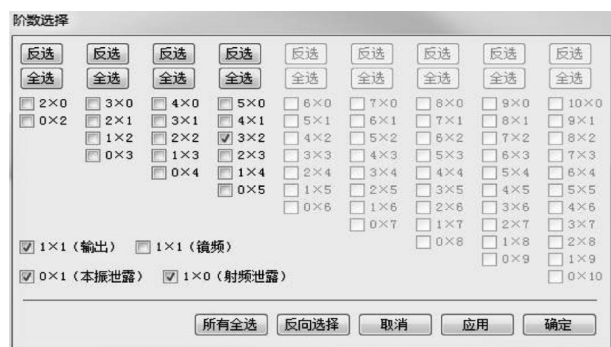 阶数选择
反选 反选 反选 反选 反选 反选 反选 反选 反选
全选 全选 全选 全选 全选 全选 全选 全选 全选
2×0 3×0 4×0 5×0 6×0 7×0 8×0 9×0 10×0
0×2 2×1 3×1 4×1 5×1 6×1 7×1 8×1 9×1
1×2 2×2 3×2 4×2 5×2 6×2 7×2 8×2
0×3 1×3 2×3 3×3 4×3 5×3 6×3 7×3
0×4 1×4 2×4 3×4 4×4 5×4 6×4
0×5 1×5 2×5 3×5 4×5 5×5
0×6 1×6 2×6 3×6 4×6
0×7 1×7 2×7 3×7
1×1（输出） 1×1（镜频） 0×8 1×8 2×8
0×9 1×9
0×1（本振泄露） 1×0（射频泄露） 0×10
所有全选 反向选择 取消 应用 确定